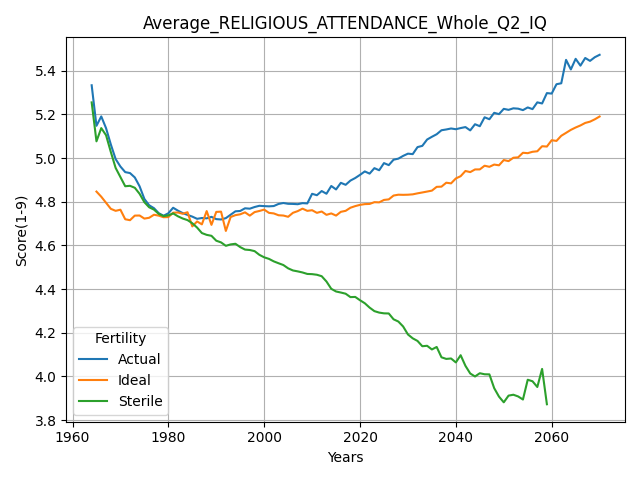 Average_RELIGIOUS_ATTENDANCE_Whole_Q2_IQ
Score(1-9)
5.4
5.2
5.0
4.8
4.6
4.4
4.2
4.0
3.8
Fertility
Actual
Ideal
Sterile
1960 1980 2000 2020 2040 2060
Years